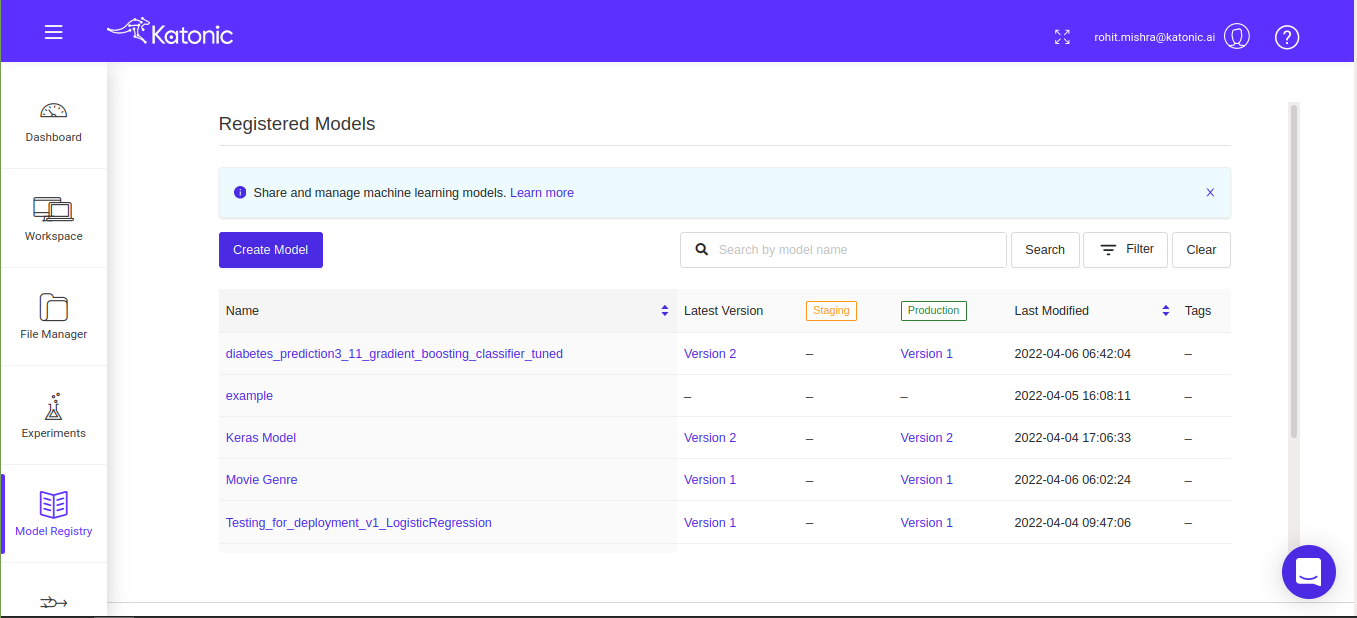 Katonic
rohit.mishra@katonic.ai
?
Dashboard
Workspace
File Manager
Experiments
Model Registry
Registered Models
i Share and manage machine learning models. Learn more X
Create Model
Search by model name
Search
Filter
Clear
Name Latest Version Staging Production Last Modified Tags
diabetes_prediction3_11_gradient_boosting_classifier_tuned Version 2 – Version 1 2022-04-06 06:42:04 –
example – – – 2022-04-05 16:08:11 –
Keras Model Version 2 – Version 2 2022-04-04 17:06:33 –
Movie Genre Version 1 – Version 1 2022-04-06 06:02:24 –
Testing_for_deployment_v1_LogisticRegression Version 1 – Version 1 2022-04-04 09:47:06 –